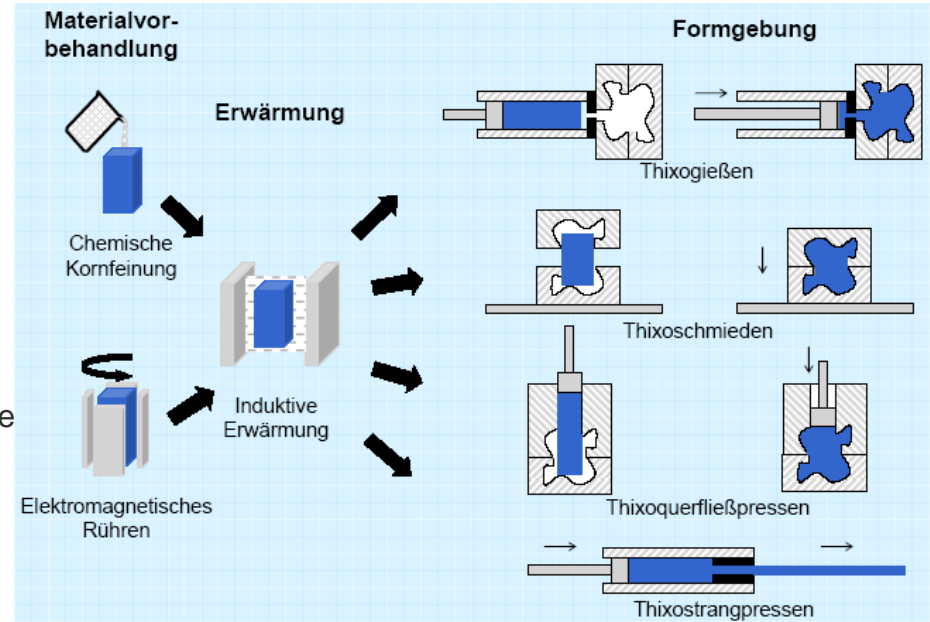 Materialvor-
behandlung
Erwärmung
Formgebung
Chemische
Kornfeinung
Elektromagnetisches
Rühren
Induktive
Erwärmung
Thixogießen
Thixoschmieden
Thixoquerfließpressen
Thixostrangpressen
e